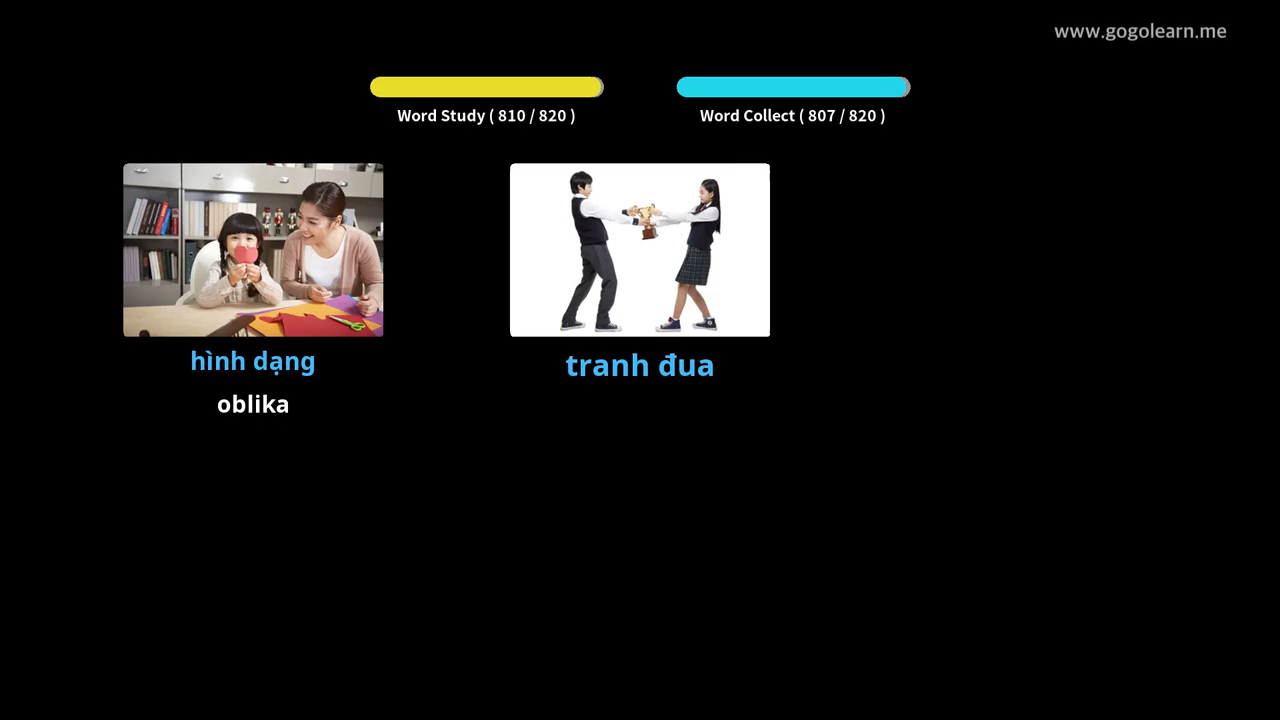 www.gogolearn.me
Word Study ( 810 / 820 )
Word Collect ( 807 / 820 )
hình dạng
tranh đua
oblika